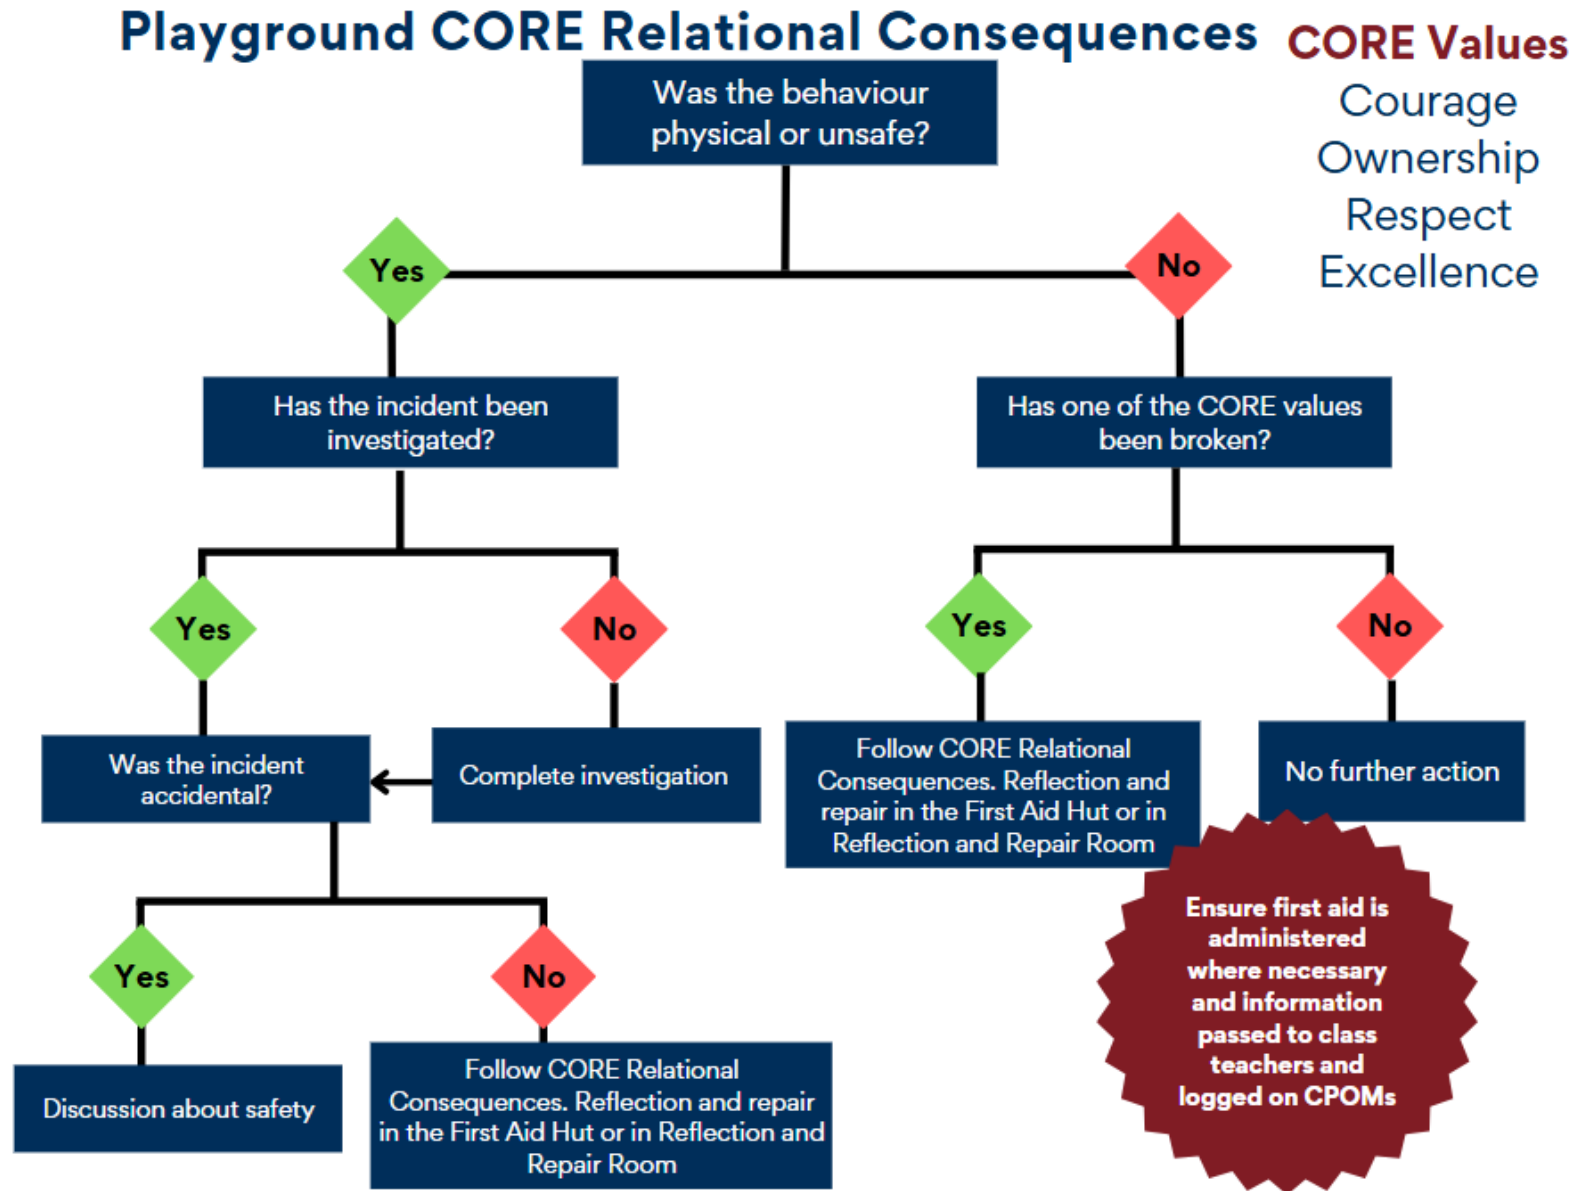 Playground CORE Relational Consequences
CORE Values
Courage
Ownership
Respect
Excellence
Was the behaviour
physical or unsafe?
Yes
No
Has the incident been
investigated?
Has one of the CORE values
been broken?
Yes
No
Yes
No
Was the incident
accidental?
Complete investigation
Follow CORE Relational
Consequences. Reflection and
repair in the First Aid Hut or in
Reflection and Repair Room
No further action
Yes
No
Discussion about safety
Follow CORE Relational
Consequences. Reflection and repair
in the First Aid Hut or in Reflection and
Repair Room
Ensure first aid is
administered
where necessary
and information
passed to class
teachers and
logged on CPOMs